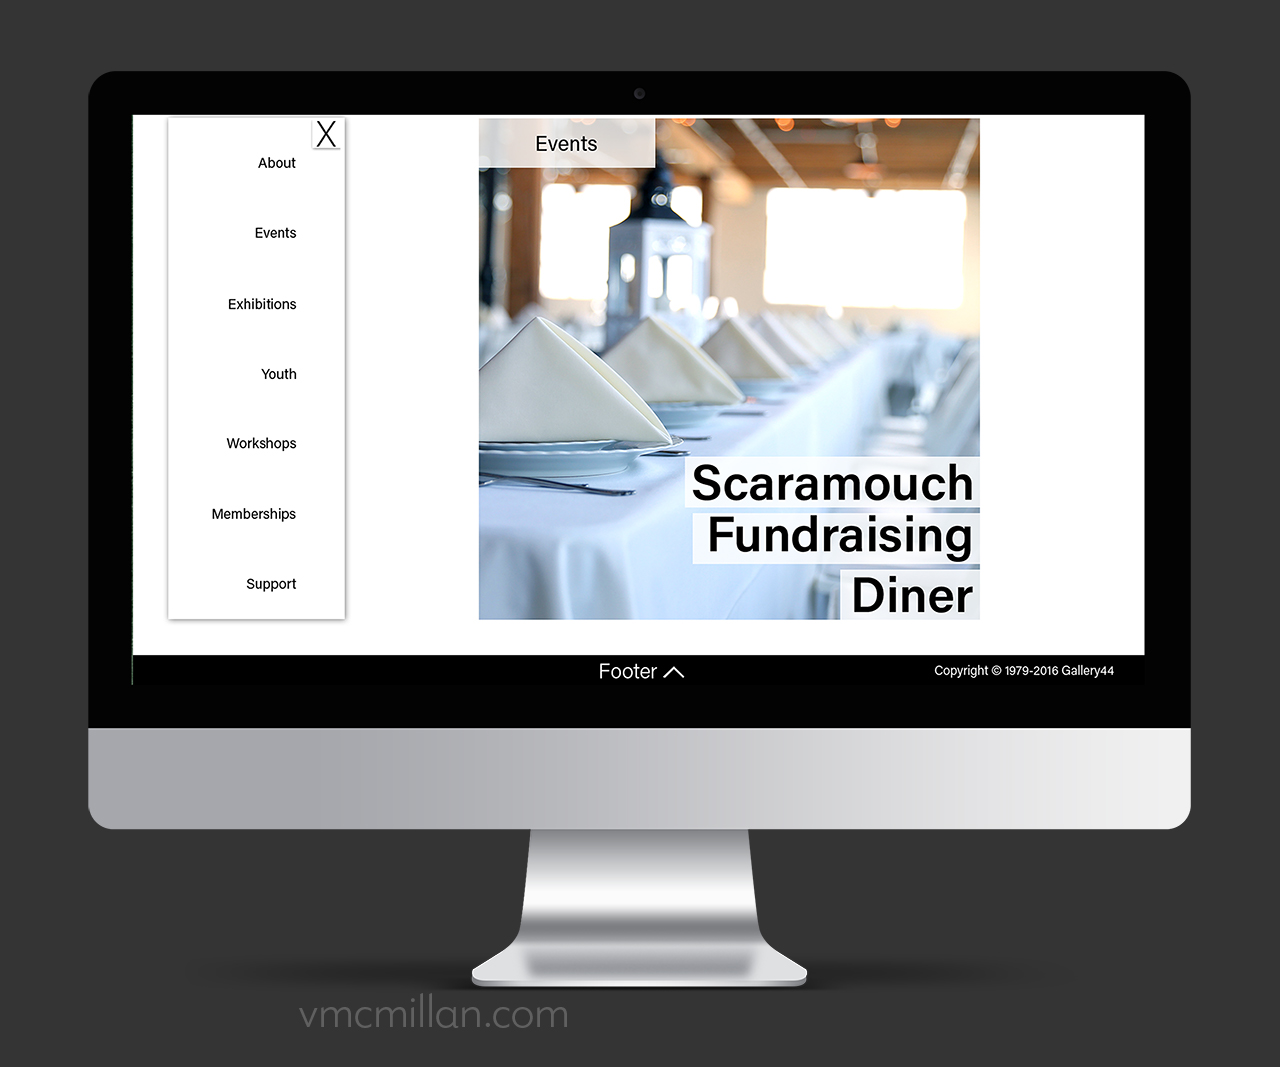 X
About
Events
Exhibitions
Youth
Workshops
Memberships
Support
Events
Scaramouch
Fundraising
Diner
Footer
Copyright © 1979-2016 Gallery44
vmcmillan.com